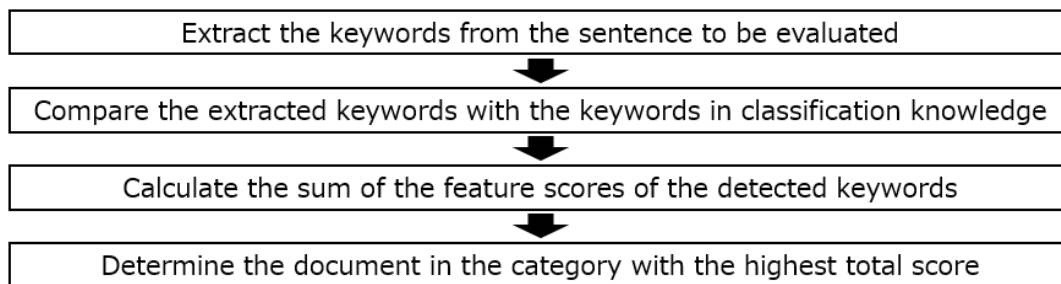 Extract the keywords from the sentence to be evaluated
Compare the extracted keywords with the keywords in classification knowledge
Calculate the sum of the feature scores of the detected keywords
Determine the document in the category with the highest total score